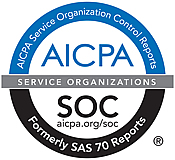 AICPA Service Organization Control Reports
AICPA
SERVICE ORGANIZATIONS
SOC
aicpa.org/soc
Formerly SAS 70 Reports
®